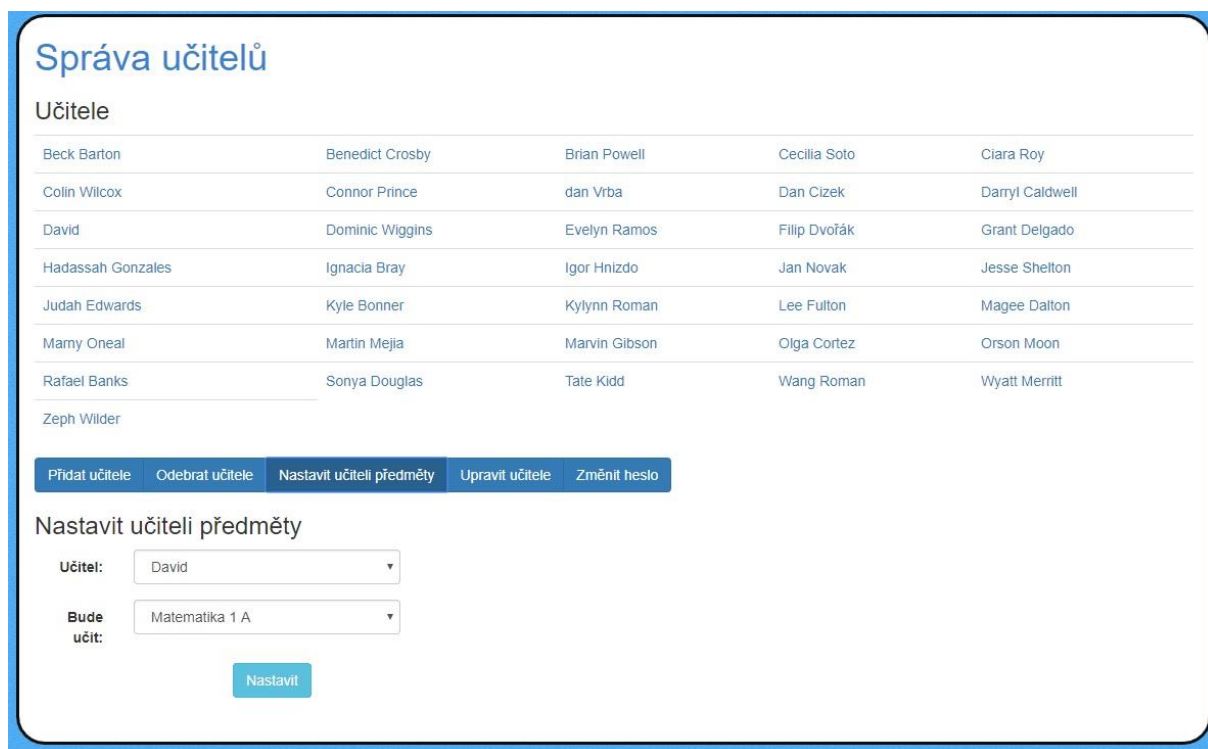 Správa učitelů
Učitele
Beck Barton Benedict Crosby Brian Powell Cecilia Soto Ciara Roy
Colin Wilcox Connor Prince dan Vrba Dan Cizek Darryl Caldwell
David Dominic Wiggins Evelyn Ramos Filip Dvořák Grant Delgado
Hadassah Gonzales Ignacia Bray Igor Hnizdo Jan Novak Jesse Shelton
Judah Edwards Kyle Bonner Kylynn Roman Lee Fulton Magee Dalton
Marny Oneal Martin Mejia Marvin Gibson Olga Cortez Orson Moon
Rafael Banks Sonya Douglas Tate Kidd Wang Roman Wyatt Merritt
Zeph Wilder
Přidat učitele Odebrat učitele Nastavit učiteli předměty Upravit učitele Změnit heslo
Nastavit učiteli předměty
Učitel: David
Bude Matematika 1 A
učit:
Nastavit